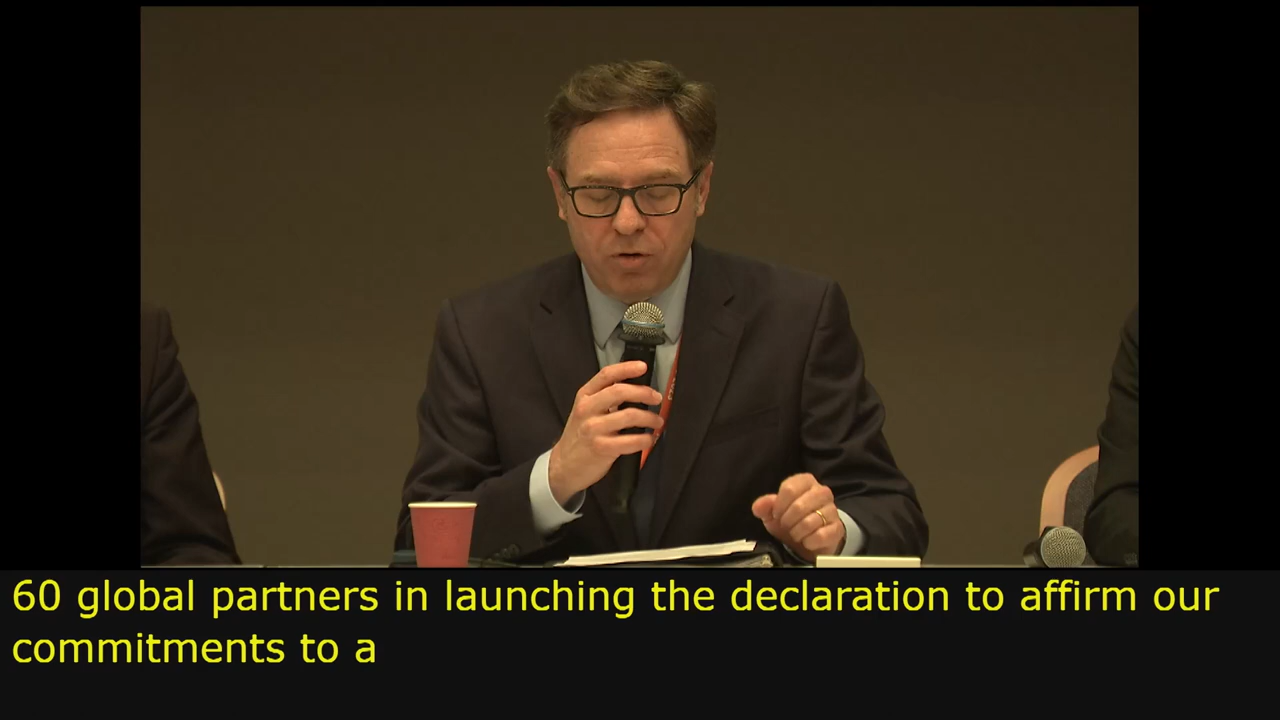 60 global partners in launching the declaration to affirm our
commitments to a